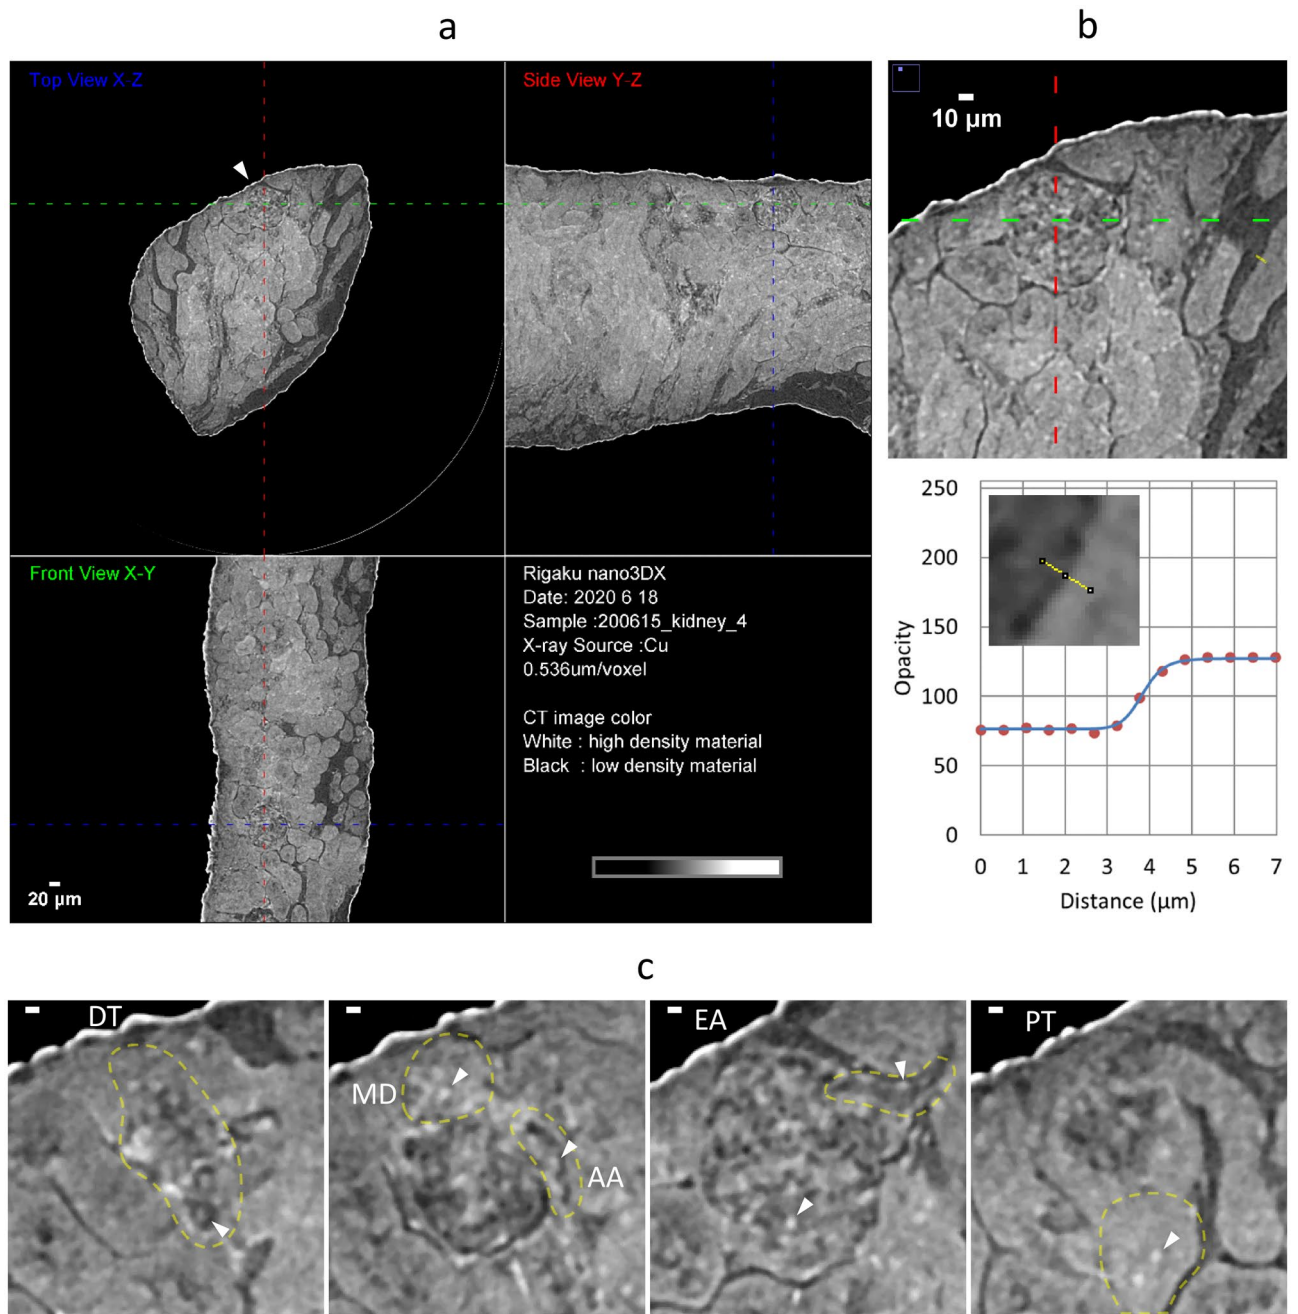 a
b
Top View X-Z
Side View Y-Z
10 µm
Front View X-Y
Rigaku nano3DX
Date: 2020 6 18
Sample :200615_kidney_4
X-ray Source :Cu
0.536um/voxel
CT image color
White : high density material
Black : low density material
20 µm
250
200
150
100
50
0
Opacity
0 1 2 3 4 5 6 7
Distance (µm)
c
DT
MD
AA
EA
PT